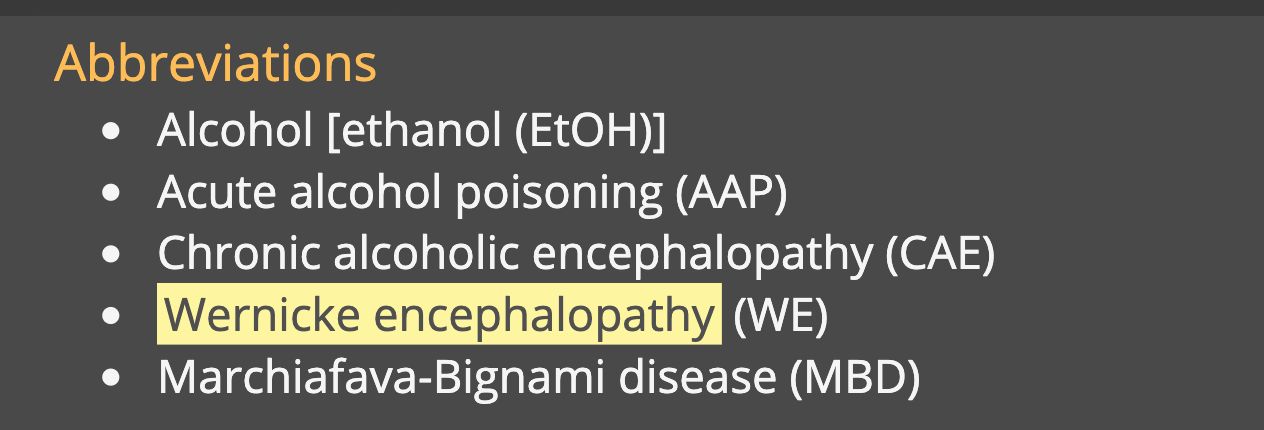 Abbreviations
• Alcohol [ethanol (EtOH)]
• Acute alcohol poisoning (AAP)
• Chronic alcoholic encephalopathy (CAE)
• Wernicke encephalopathy (WE)
• Marchiafava-Bignami disease (MBD)